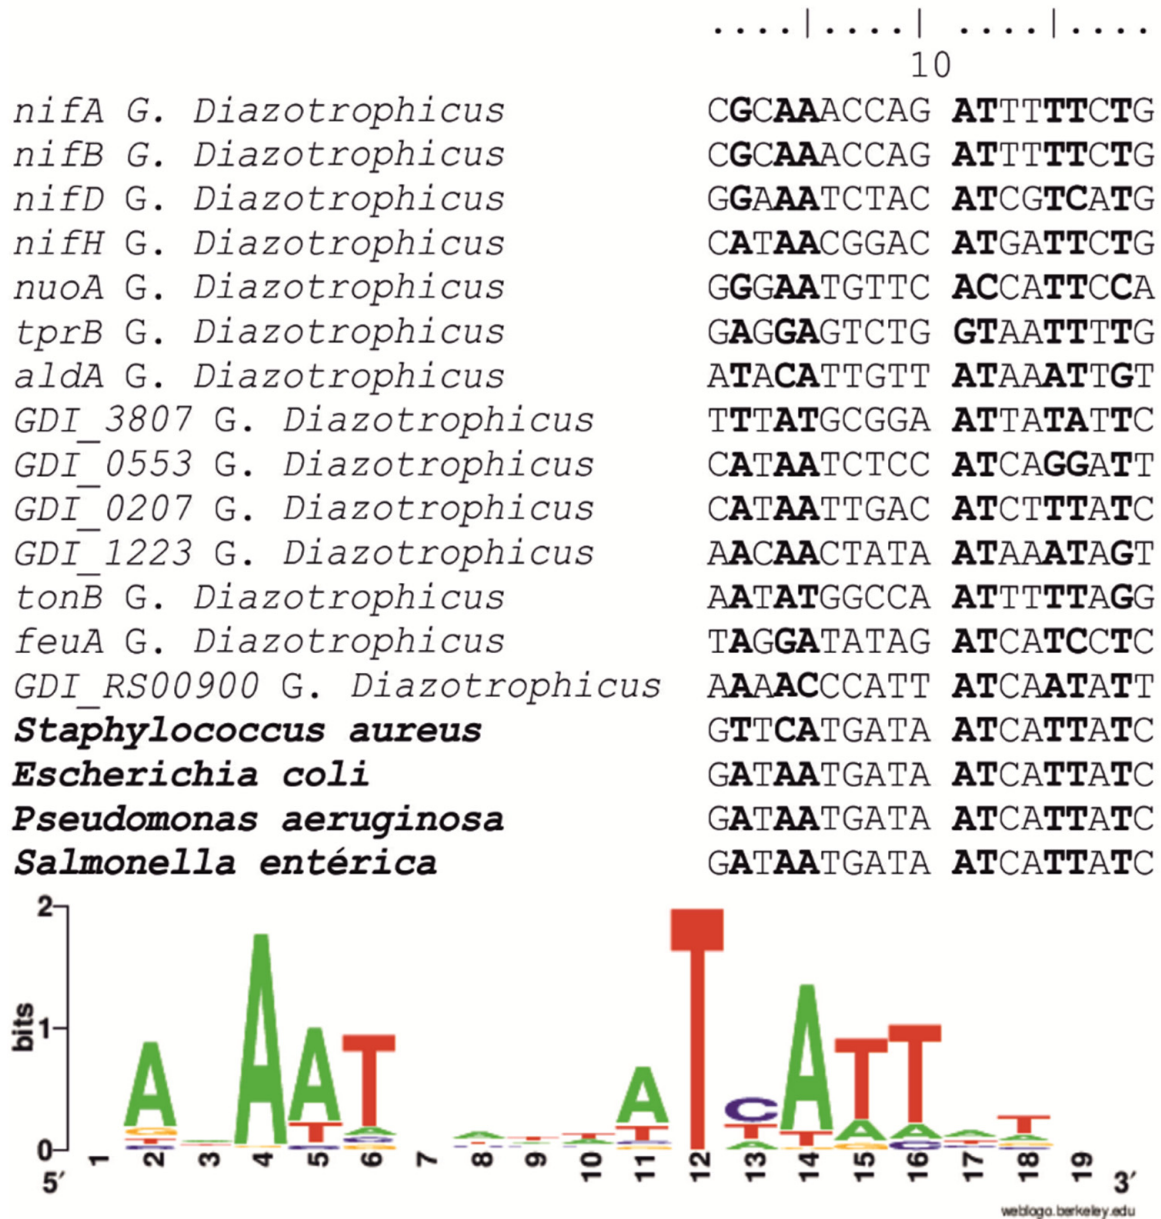 ....|....| ....|....
10
nifA G. Diazotrophicus CGCAAACCAG ATTTTTCTG
nifB G. Diazotrophicus CGCAAACCAG ATTTTTCTG
nifD G. Diazotrophicus GGAAATCTAC ATCGTCATG
nifH G. Diazotrophicus CATAACGGAC ATGATTCTG
nuoA G. Diazotrophicus GGGAATGTTC ACCATTCCA
tprB G. Diazotrophicus GAGGAGTCTG GTAATTTTG
aldA G. Diazotrophicus ATACATTGTT ATAAATTGT
GDI_3807 G. Diazotrophicus TTTATGCGGA ATTATATTC
GDI_0553 G. Diazotrophicus CATAATCTCC ATCAGGATT
GDI_0207 G. Diazotrophicus CATAATTGAC ATCTTTATC
GDI_1223 G. Diazotrophicus AACAACTATA ATAAATAGT
tonB G. Diazotrophicus AATATGGCCA ATTTTTAGG
feuA G. Diazotrophicus TAGGATATAG ATCATCCTC
GDI_RS00900 G. Diazotrophicus AAAACCCATT ATCAATATT
Staphylococcus aureus GTTCATGATA ATCATTATC
Escherichia coli GATAATGATA ATCATTATC
Pseudomonas aeruginosa GATAATGATA ATCATTATC
Salmonella entérica GATAATGATA ATCATTATC
2
bits
1
0
A A A T A T C A T T T
5′ 1 2 3 4 5 6 7 8 9 10 11 12 13 14 15 16 17 18 19 3′
weblogo.berkeley.edu